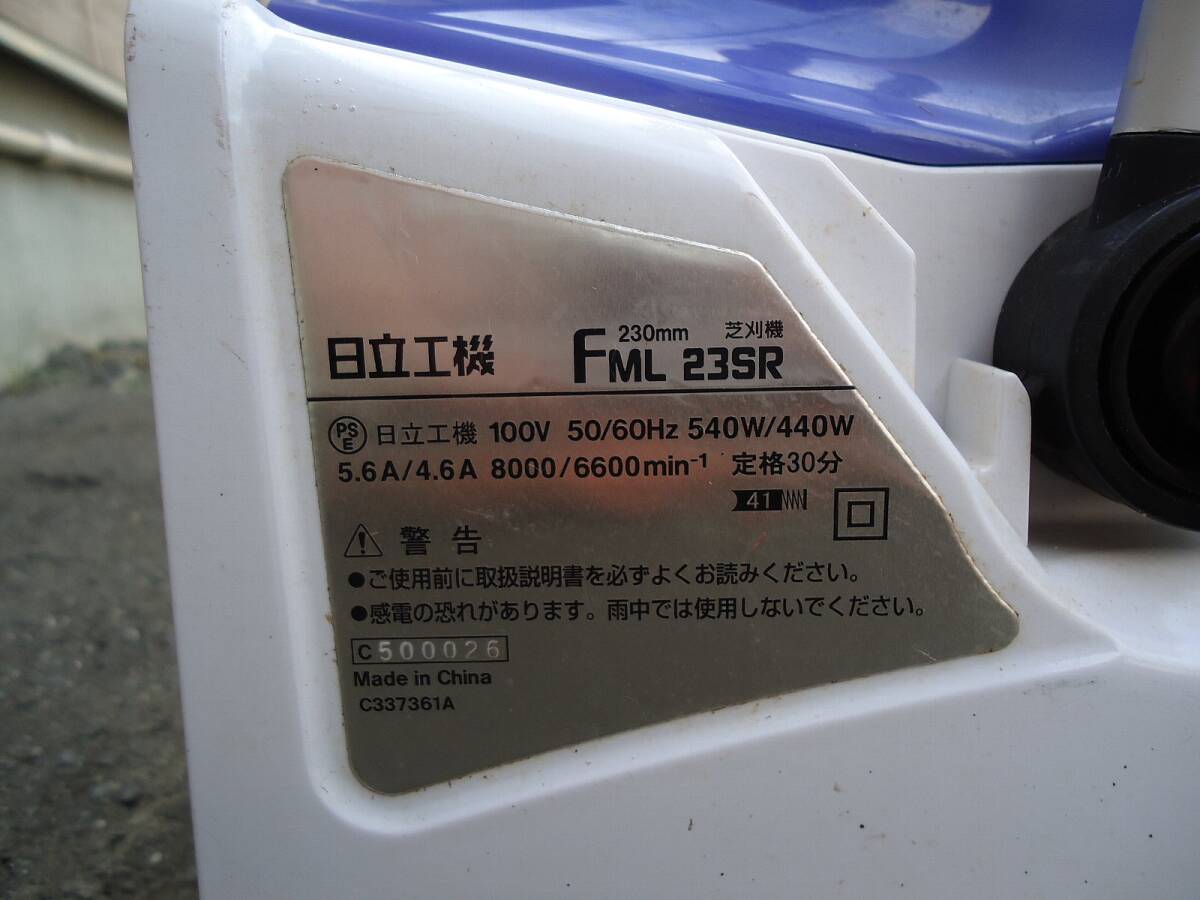 230mm 芝刈機
日立工機 FML 23SR
PSE 日立工機 100V 50/60Hz 540W/440W
5.6A/4.6A 8000/6600min⁻¹ 定格30分
41
⚠ 警告
●ご使用前に取扱説明書を必ずよくお読みください。
●感電の恐れがあります。雨中では使用しないでください。
C500026
Made in China
C337361A